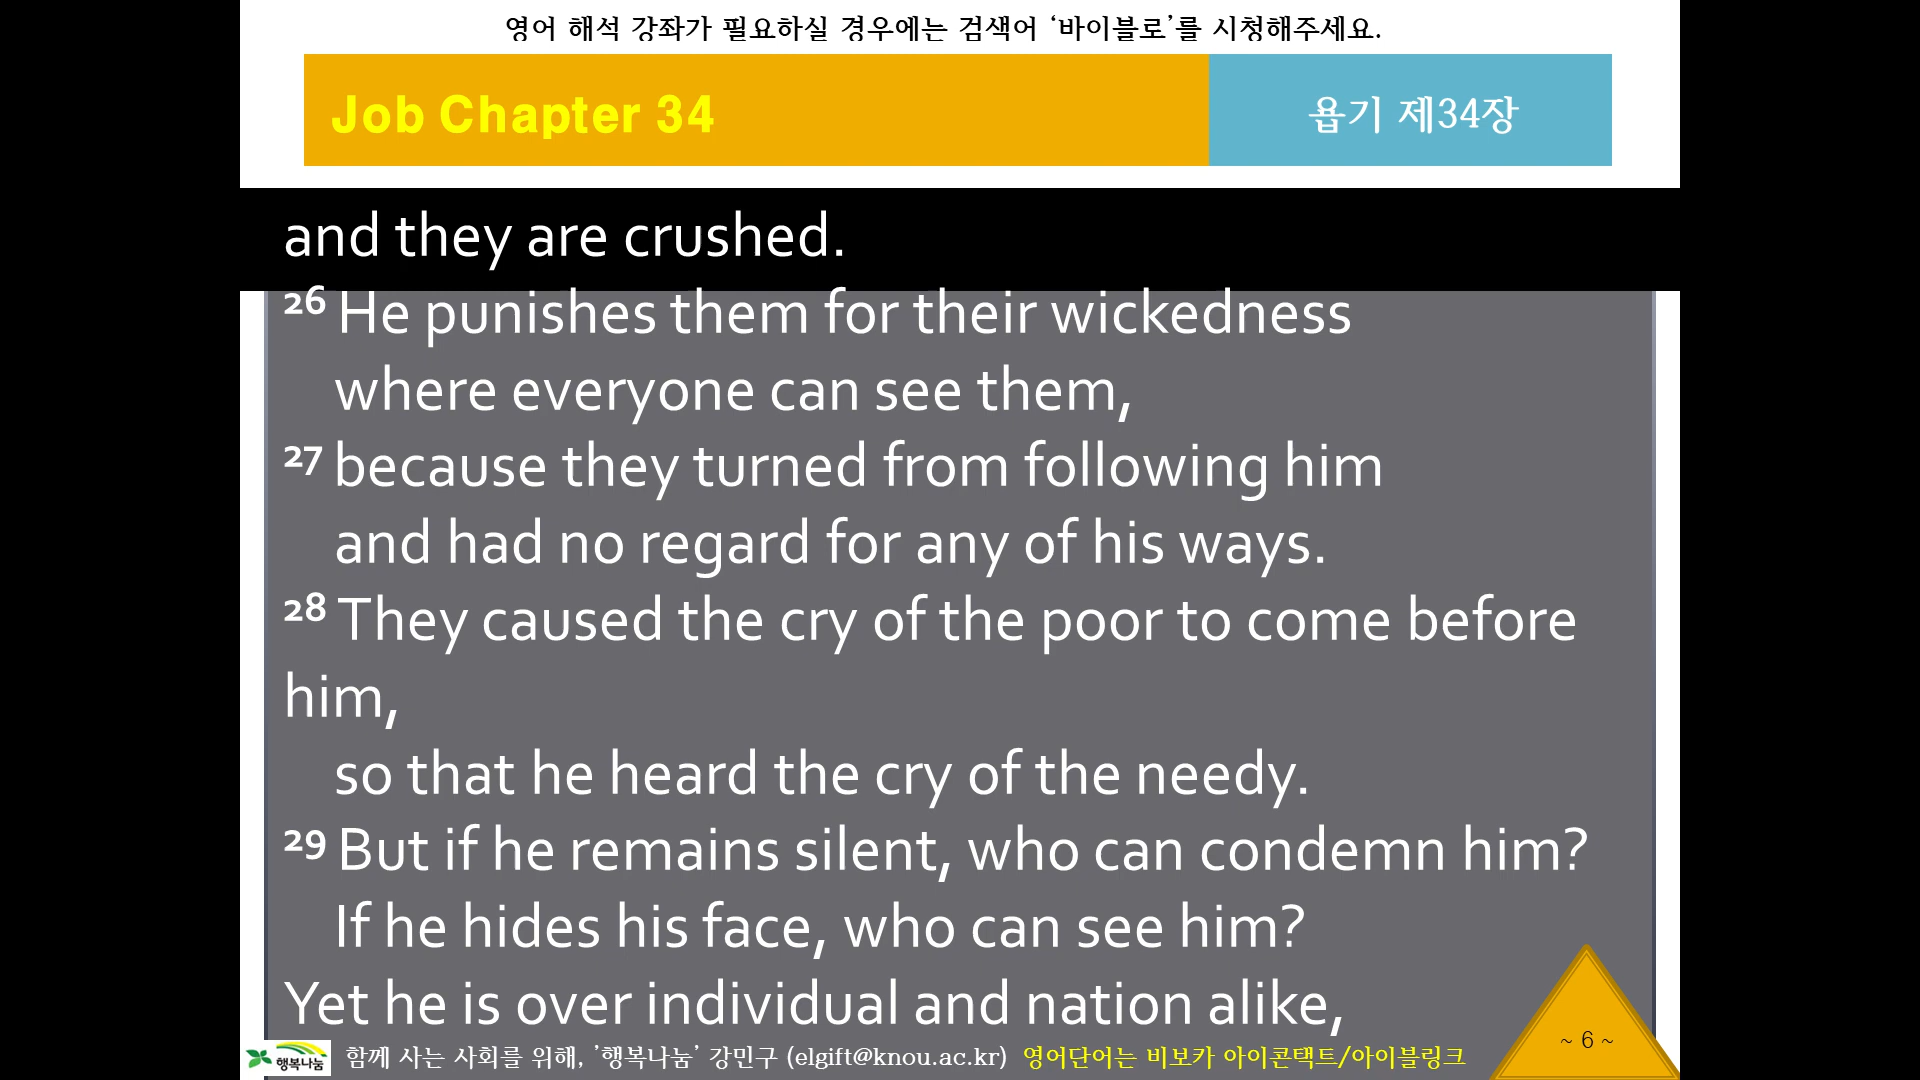 영어 해석 강좌가 필요하실 경우에는 검색어 ‘바이블로’를 시청해주세요.
Job Chapter 34
욥기 제34장
and they are crushed.
26 He punishes them for their wickedness
where everyone can see them,
27 because they turned from following him
and had no regard for any of his ways.
28 They caused the cry of the poor to come before
him,
so that he heard the cry of the needy.
29 But if he remains silent, who can condemn him?
If he hides his face, who can see him?
Yet he is over individual and nation alike,
~ 6 ~
행복나눔
함께 사는 사회를 위해, ’행복나눔’ 강민구 (elgift@knou.ac.kr) 영어단어는 비보카 아이콘택트/아이블링크